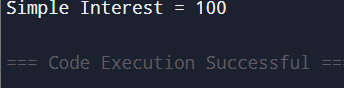 Simple Interest = 100
=== Code Execution Successful ==